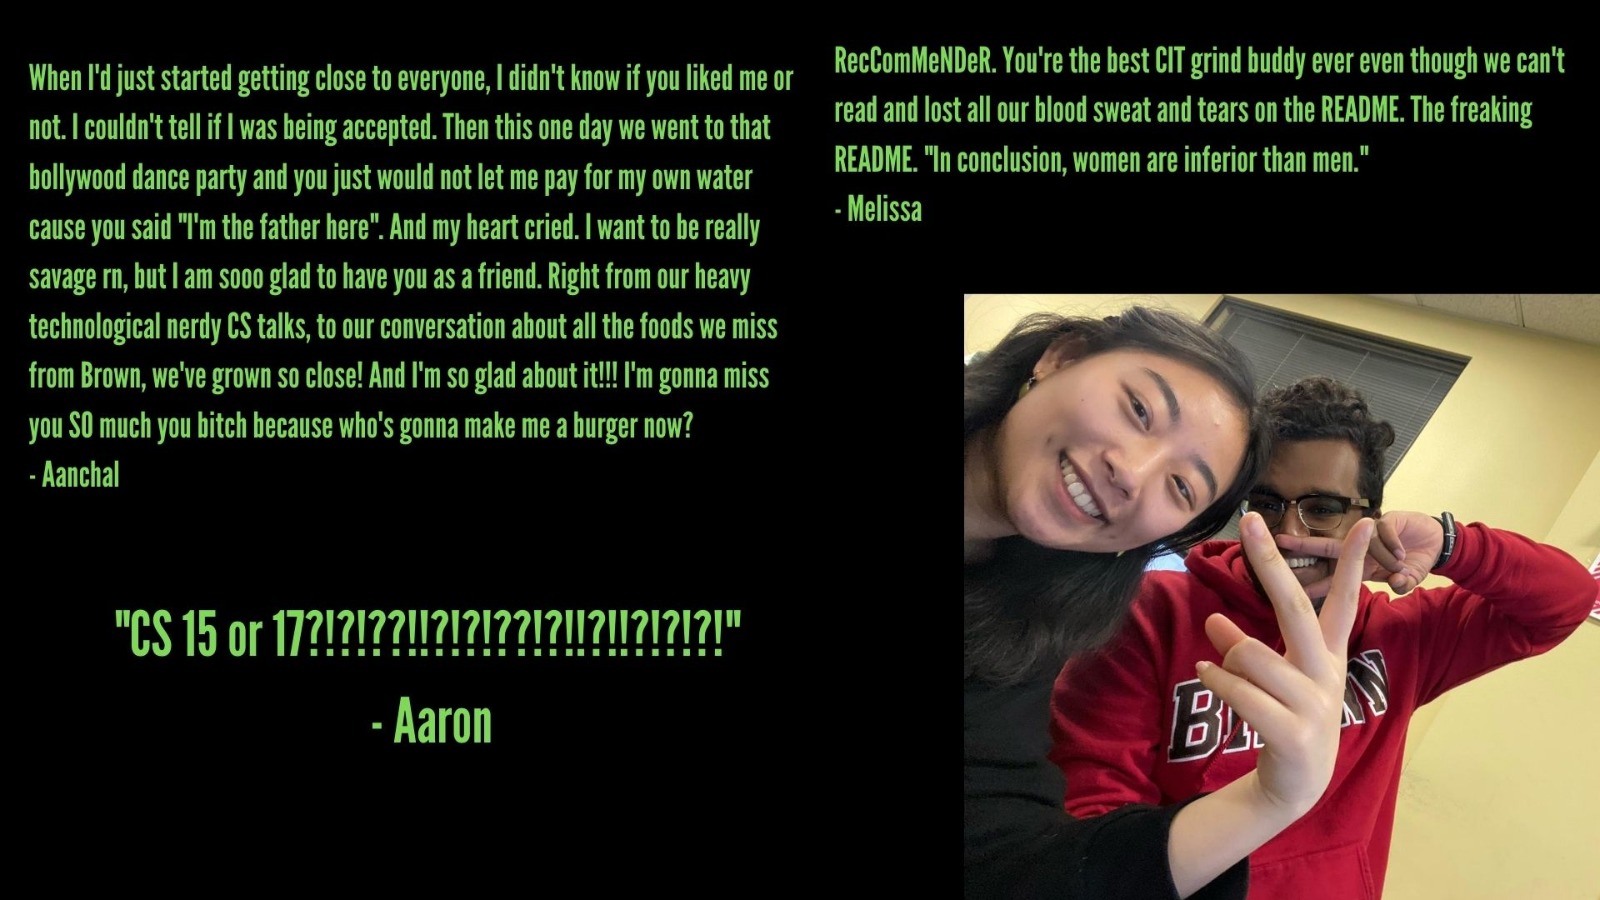 When I'd just started getting close to everyone, I didn't know if you liked me or
not. I couldn't tell if I was being accepted. Then this one day we went to that
bollywood dance party and you just would not let me pay for my own water
cause you said "I'm the father here". And my heart cried. I want to be really
savage rn, but I am sooo glad to have you as a friend. Right from our heavy
technological nerdy CS talks, to our conversation about all the foods we miss
from Brown, we've grown so close! And I'm so glad about it!!! I'm gonna miss
you SO much you bitch because who's gonna make me a burger now?
- Aanchal
"CS 15 or 17?!?!??!!?!?!??!?!!?!!?!?!?!"
- Aaron
RecComMeNDeR. You're the best CIT grind buddy ever even though we can't
read and lost all our blood sweat and tears on the README. The freaking
README. "In conclusion, women are inferior than men."
- Melissa